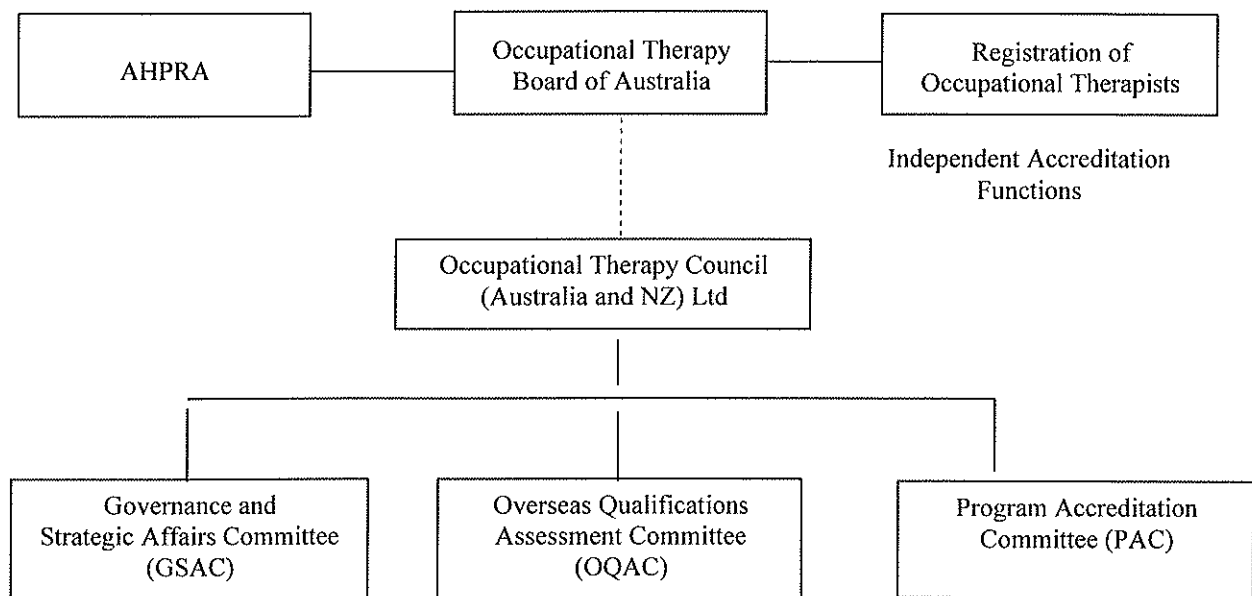 AHPRA
Occupational Therapy
Board of Australia
Registration of
Occupational Therapists
Independent Accreditation
Functions
Occupational Therapy Council
(Australia and NZ) Ltd
Governance and
Strategic Affairs Committee
(GSAC)
Overseas Qualifications
Assessment Committee
(OQAC)
Program Accreditation
Committee (PAC)